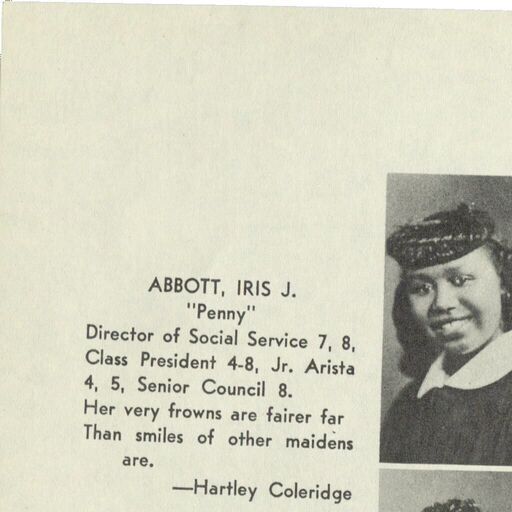 ABBOTT, IRIS J.
"Penny"
Director of Social Service 7, 8,
Class President 4-8, Jr. Arista
4, 5, Senior Council 8.
Her very frowns are fairer far
Than smiles of other maidens
are.
—Hartley Coleridge